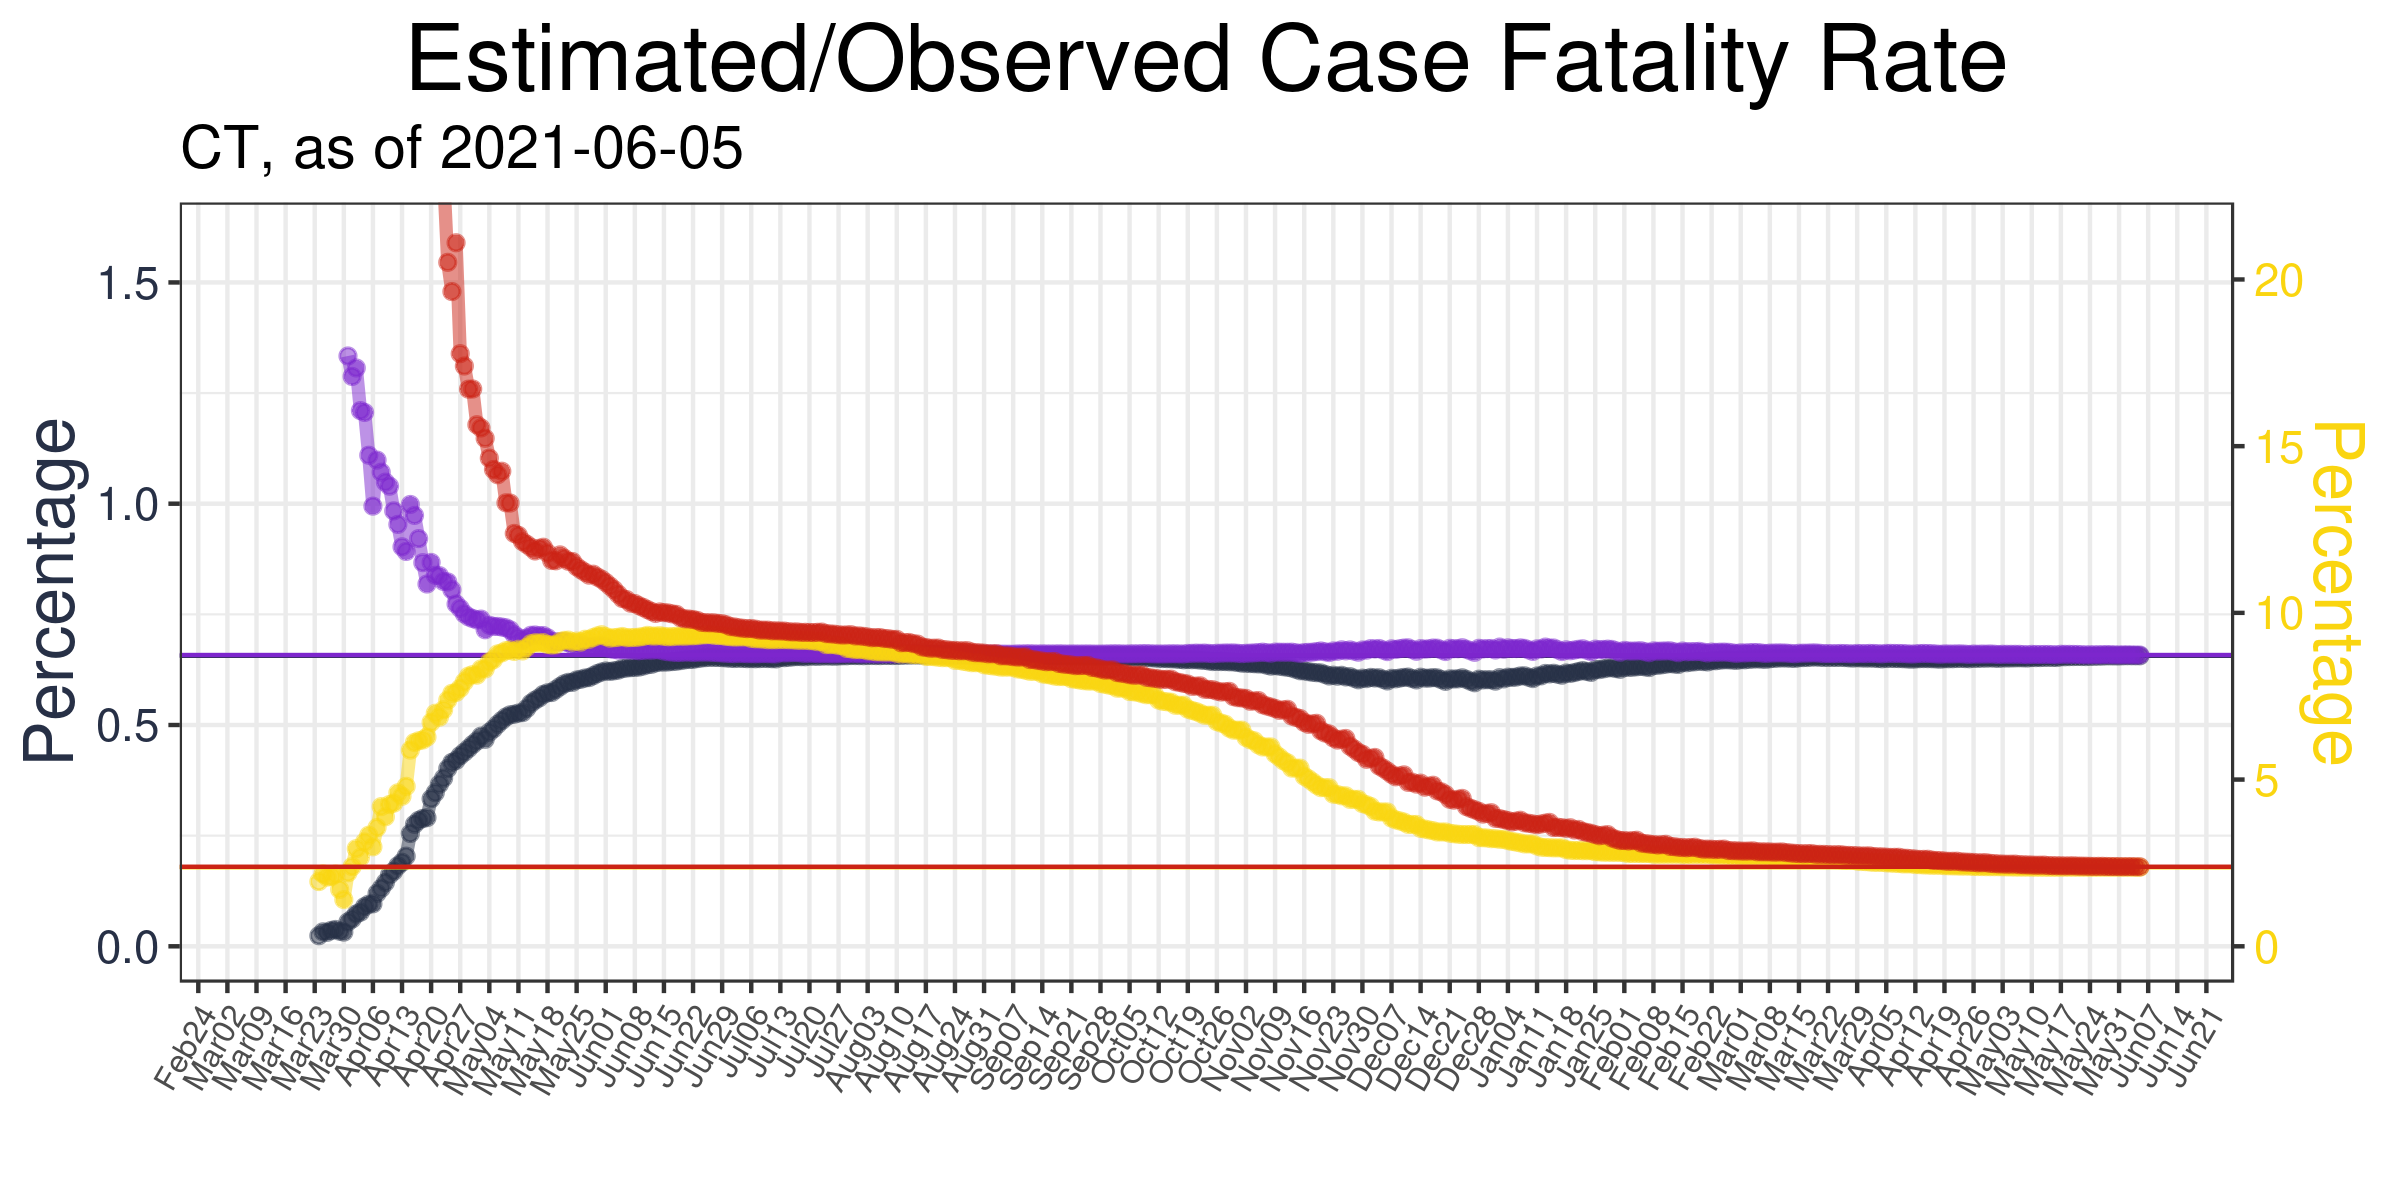 Estimated/Observed Case Fatality Rate
CT, as of 2021-06-05
Percentage
1.5
1.0
0.5
0.0
20
15
10
5
0
Percentage
Feb24
Mar02
Mar09
Mar16
Mar23
Mar30
Apr06
Apr13
Apr20
Apr27
May04
May11
May18
May25
Jun01
Jun08
Jun15
Jun22
Jun29
Jul06
Jul13
Jul20
Jul27
Aug03
Aug10
Aug17
Aug24
Aug31
Sep07
Sep14
Sep21
Sep28
Oct05
Oct12
Oct19
Oct26
Nov02
Nov09
Nov16
Nov23
Nov30
Dec07
Dec14
Dec21
Dec28
Jan04
Jan11
Jan18
Jan25
Feb01
Feb08
Feb15
Feb22
Mar01
Mar08
Mar15
Mar22
Mar29
Apr05
Apr12
Apr19
Apr26
May03
May10
May17
May24
May31
Jun07
Jun14
Jun21